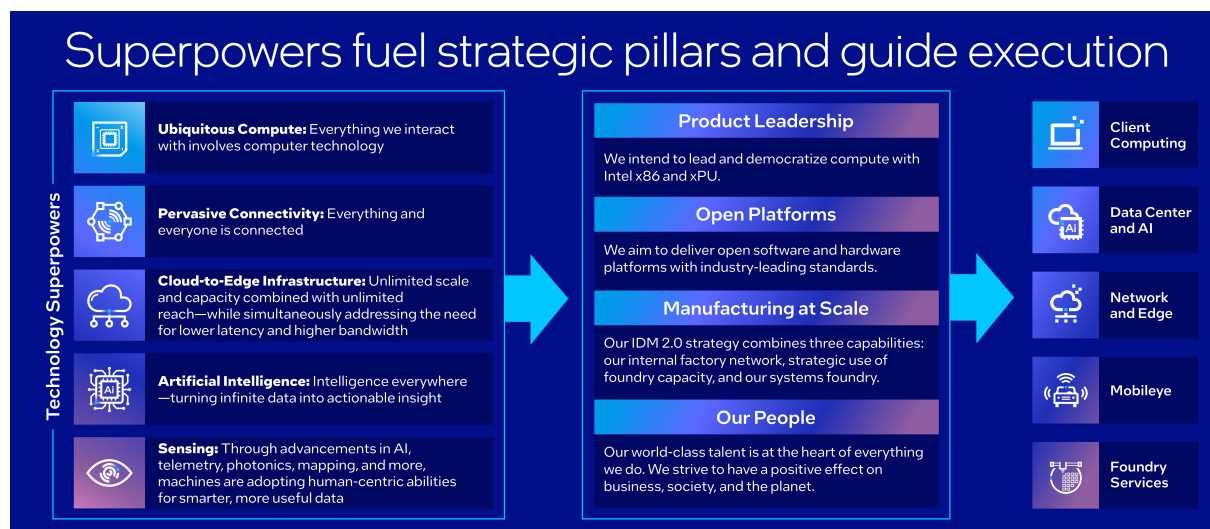 Superpowers fuel strategic pillars and guide execution
Technology Superpowers
Ubiquitous Compute: Everything we interact
with involves computer technology
Pervasive Connectivity: Everything and
everyone is connected
Cloud-to-Edge Infrastructure: Unlimited scale
and capacity combined with unlimited
reach—while simultaneously addressing the need
for lower latency and higher bandwidth
Ai
Artificial Intelligence: Intelligence everywhere
—turning infinite data into actionable insight
Sensing: Through advancements in AI,
telemetry, photonics, mapping, and more,
machines are adopting human-centric abilities
for smarter, more useful data
Product Leadership
We intend to lead and democratize compute with
Intel x86 and xPU.
Open Platforms
We aim to deliver open software and hardware
platforms with industry-leading standards.
Manufacturing at Scale
Our IDM 2.0 strategy combines three capabilities:
our internal factory network, strategic use of
foundry capacity, and our systems foundry.
Our People
Our world-class talent is at the heart of everything
we do. We strive to have a positive effect on
business, society, and the planet.
Client
Computing
Ai
Data Center
and AI
Network
and Edge
Mobileye
Foundry
Services